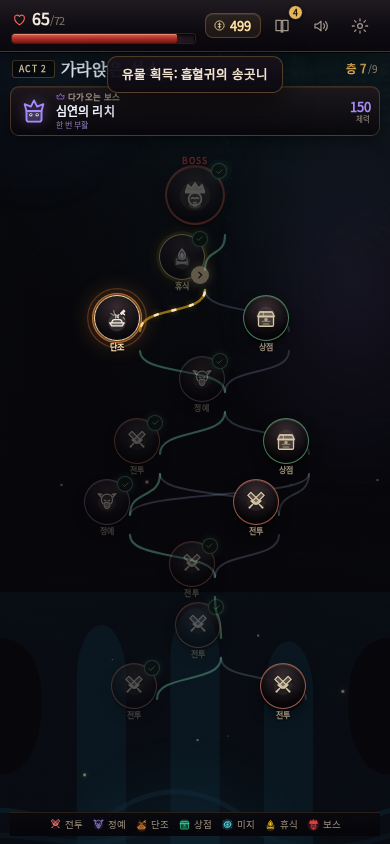 65/72
499
4
ACT 2 가라앉
층 7/9
유물 획득: 흡혈귀의 송곳니
다가오는 보스
심연의 리치
한 번 부활
150
체력
BOSS
휴식
단조
상점
정예
전투
상점
정예
전투
전투
전투
전투
전투
전투 정예 단조 상점 미지 휴식 보스